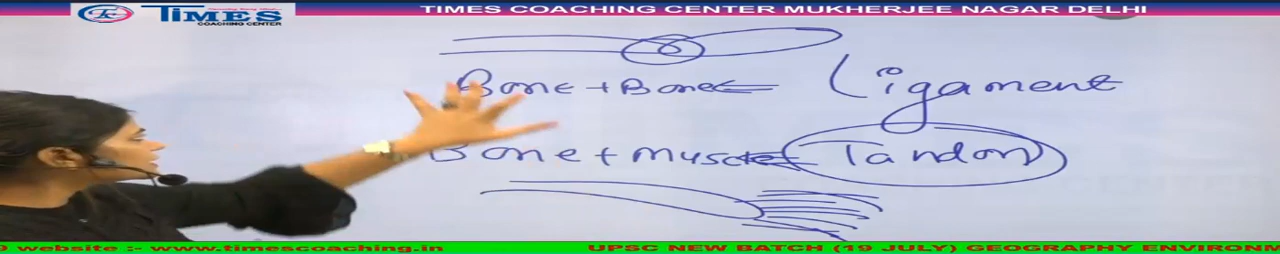 TIMES COACHING CENTER MUKHERJEE NAGAR DELHI
TIMES
COACHING CENTER
Bone + Bone = Ligament
Bone + muscle = Tandon
website :- www.timescoaching.in UPSC NEW BATCH (19 JULY) GEOGRAPHY ENVIRONM